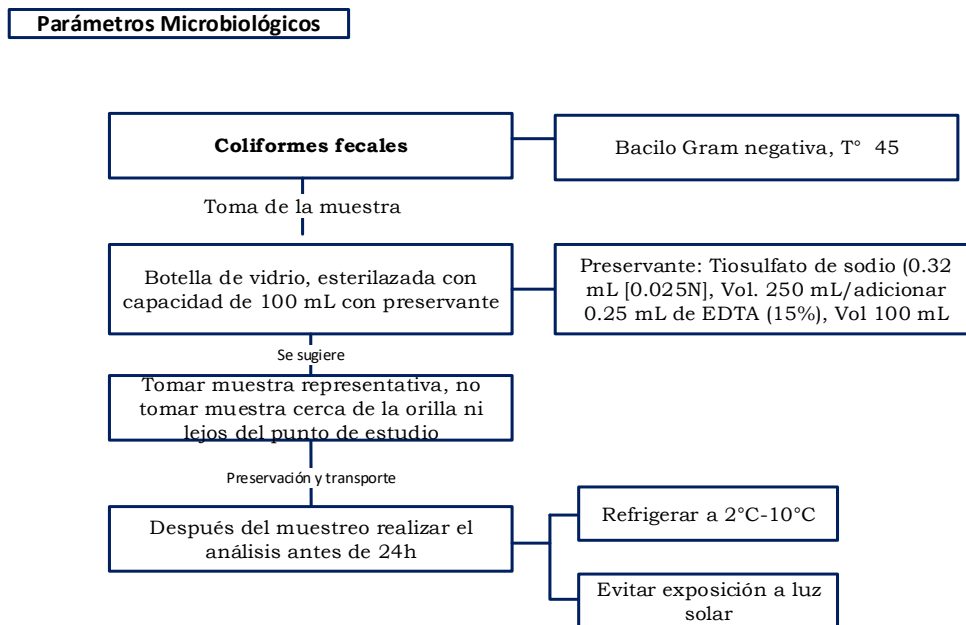 Parámetros Microbiológicos
Coliformes fecales
Bacilo Gram negativa, T° 45
Toma de la muestra
Botella de vidrio, esterilazada con
capacidad de 100 mL con preservante
Preservante: Tiosulfato de sodio (0.32
mL [0.025N], Vol. 250 mL/adicionar
0.25 mL de EDTA (15%), Vol 100 mL
Se sugiere
Tomar muestra representativa, no
tomar muestra cerca de la orilla ni
lejos del punto de estudio
Preservación y transporte
Después del muestreo realizar el
análisis antes de 24h
Refrigerar a 2°C-10°C
Evitar exposición a luz
solar